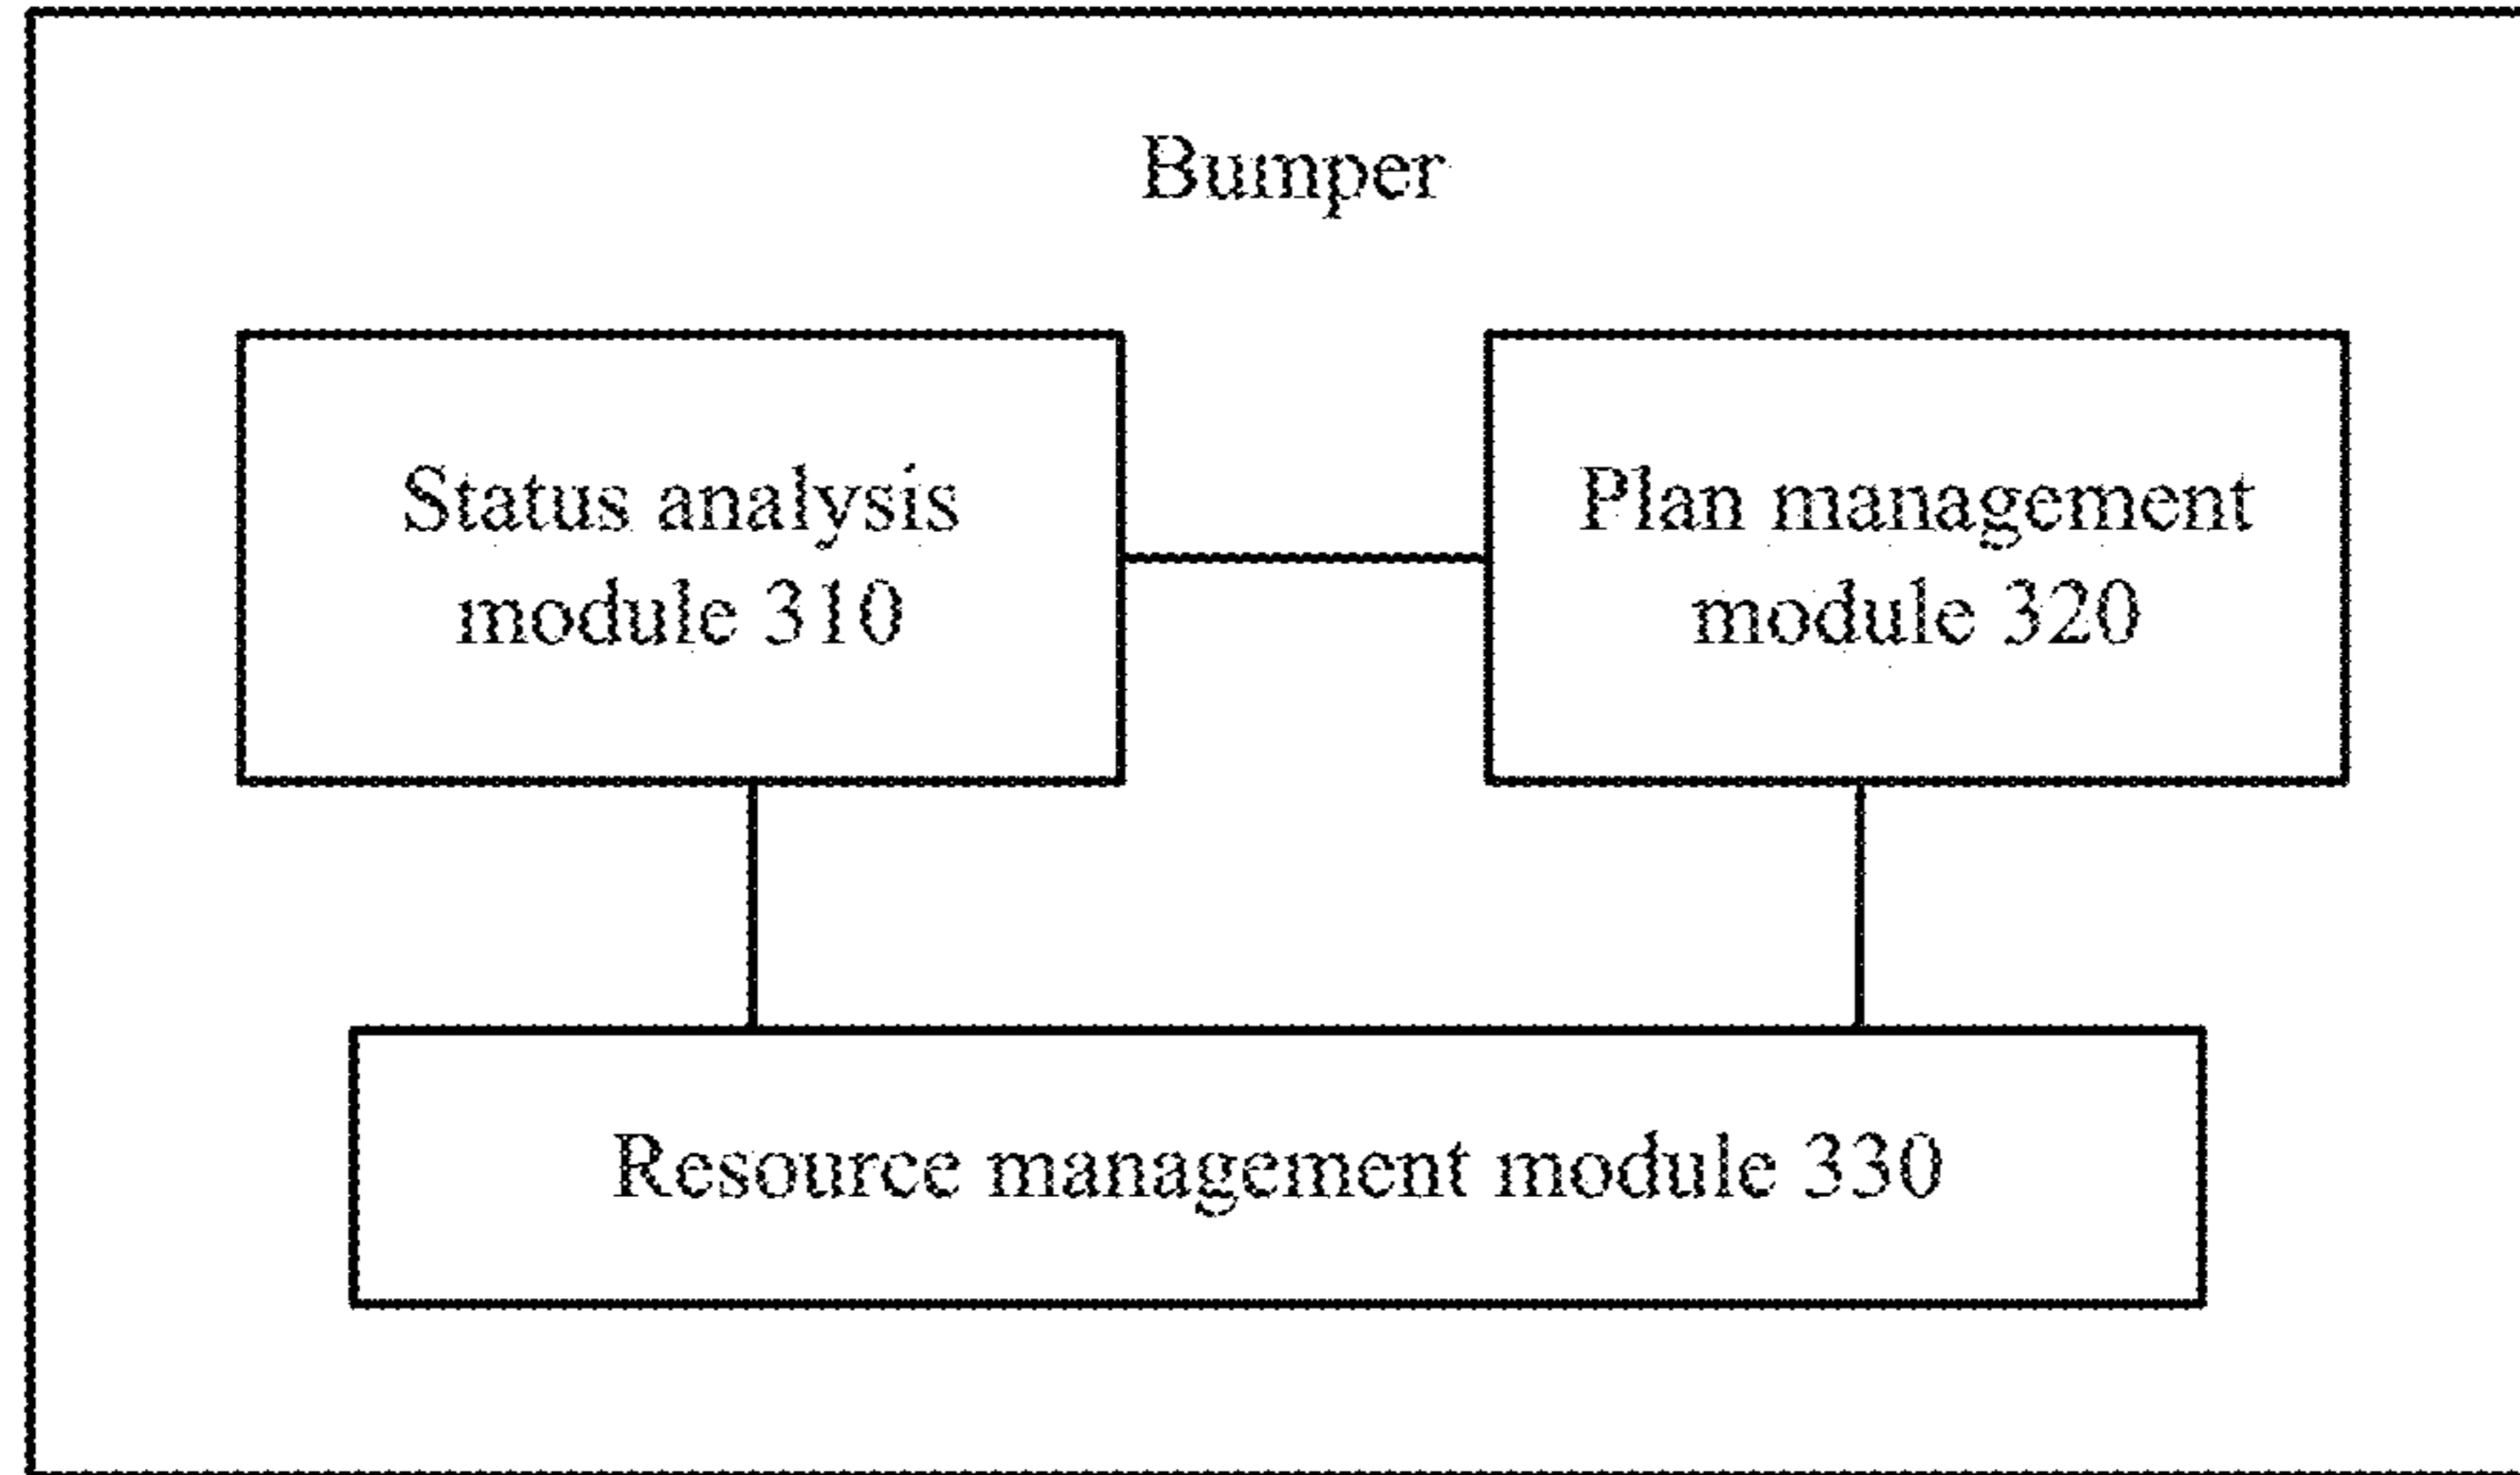 Bumper
Status analysis
module 310
Plan management
module 320
Resource management module 330